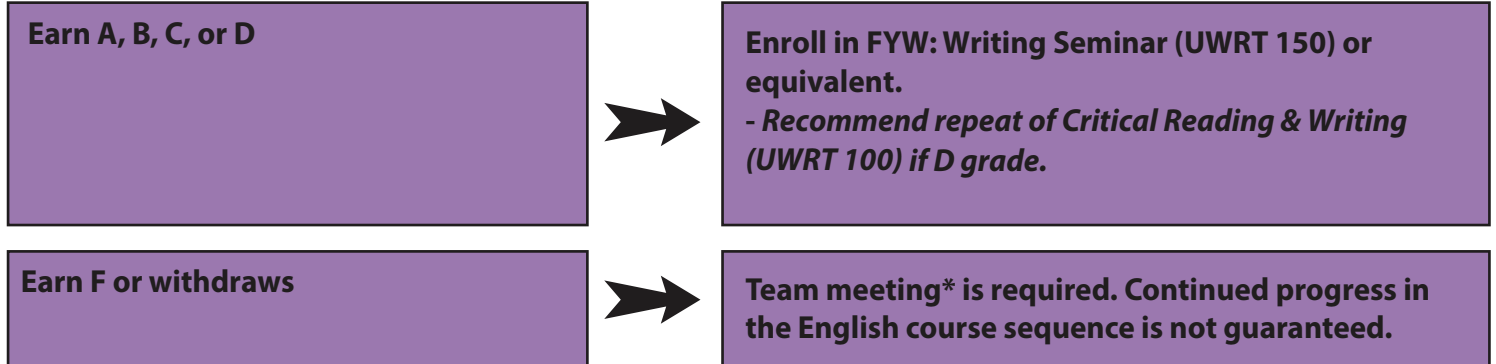 Earn A, B, C, or D
Enroll in FYW: Writing Seminar (UWRT 150) or
equivalent.
- Recommend repeat of Critical Reading & Writing
(UWRT 100) if D grade.
Earn F or withdraws
Team meeting* is required. Continued progress in
the English course sequence is not guaranteed.